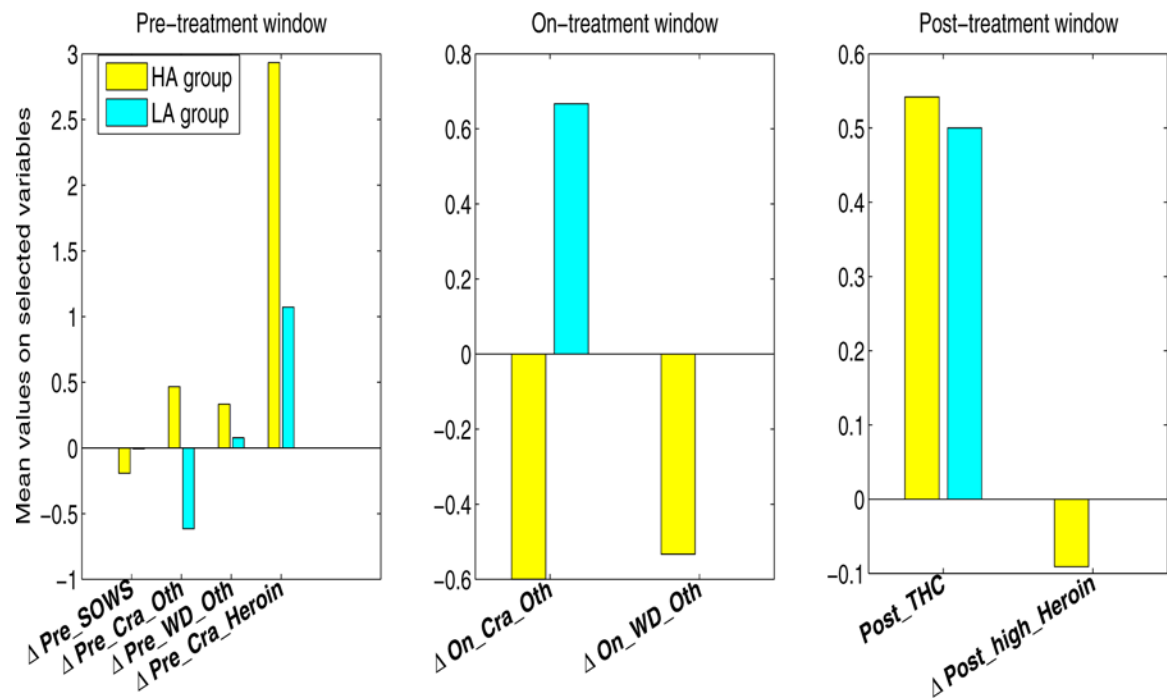 Pre-treatment window
Mean values on selected variables
3
2.5
2
1.5
1
0.5
0
-0.5
-1
HA group
LA group
Δ Pre_SOWS
Δ Pre_Cra_Oth
Δ Pre_WD_Oth
Δ Pre_Cra_Heroin
On-treatment window
0.8
0.6
0.4
0.2
0
-0.2
-0.4
-0.6
Δ On_Cra_Oth
Δ On_WD_Oth
Post-treatment window
0.6
0.5
0.4
0.3
0.2
0.1
0
-0.1
Post_THC
Δ Post_high_Heroin